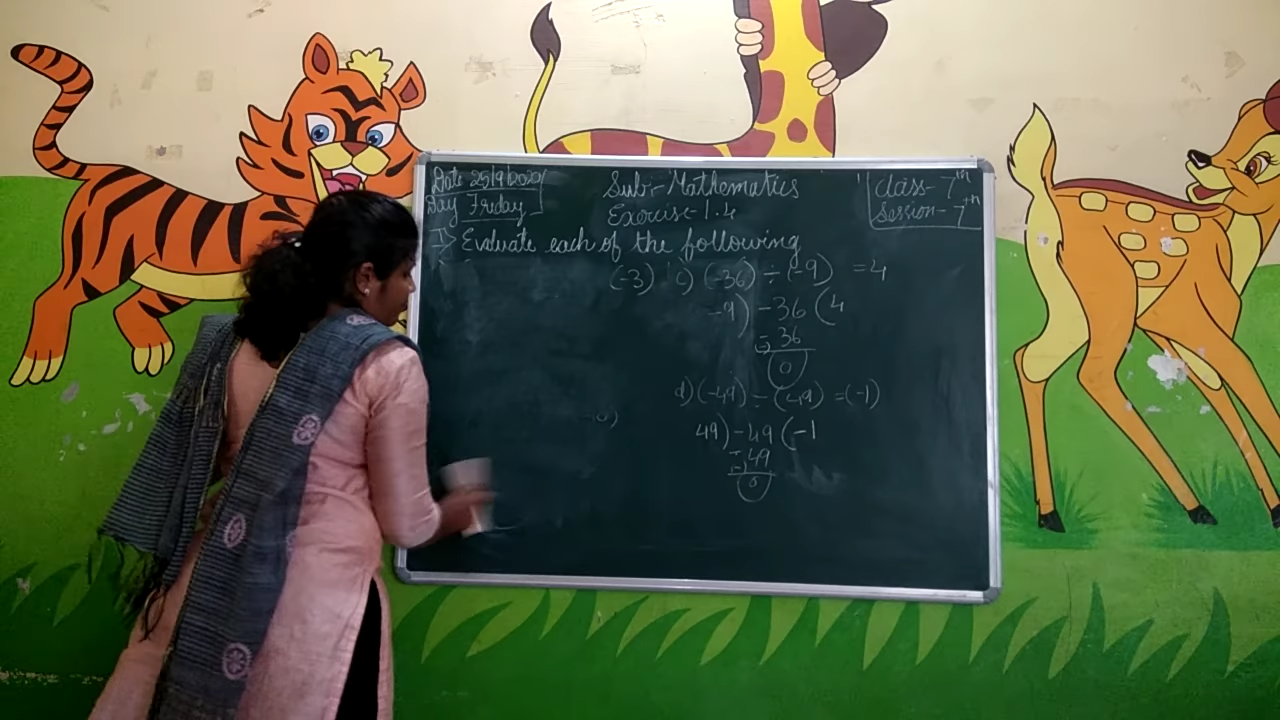 Date 25/9/2020
Day Friday
Sub:- Mathematics
Exercise-1.4
Class- 7th
Session- 7th
I> Evaluate each of the following
(-3) c) (-36) ÷ (-9) = 4
-9) -36 (4
36
0
d) (-49) ÷ (49) = (-1)
49) -49 (-1
-49
0